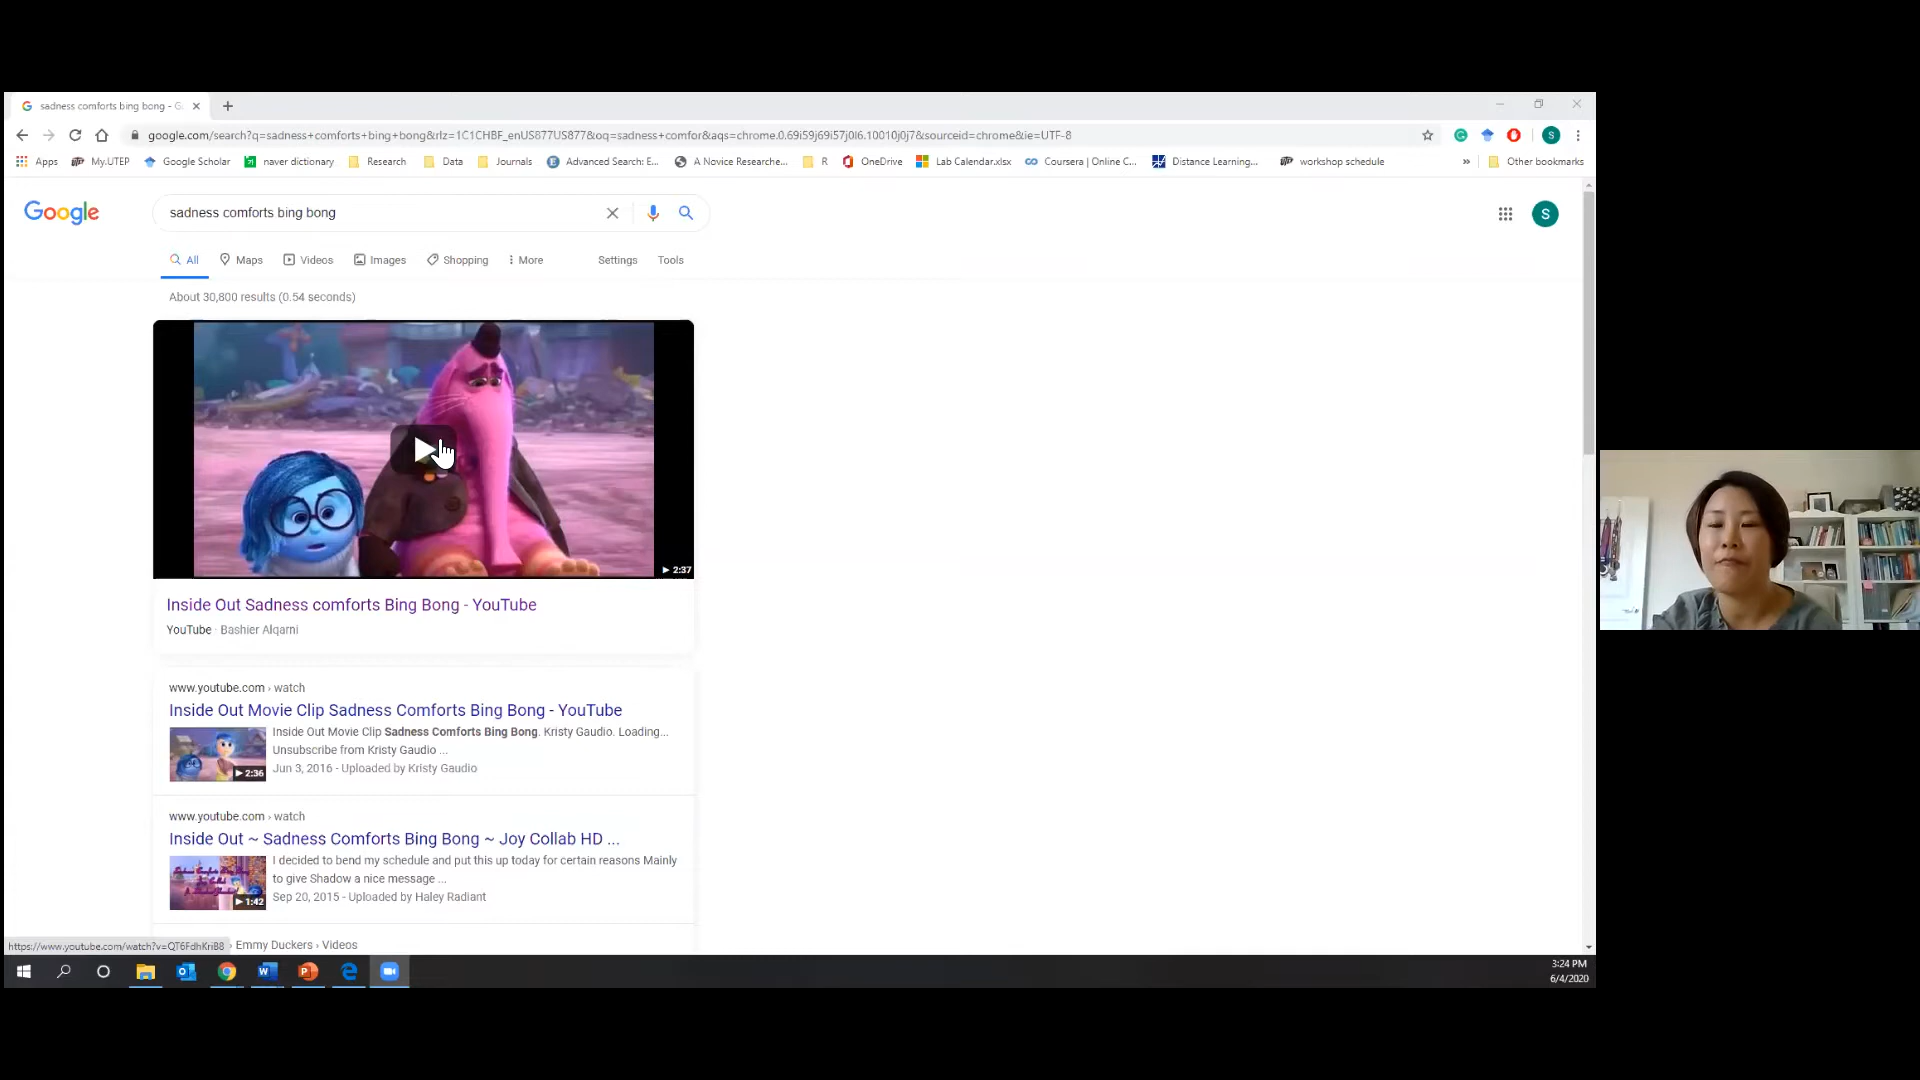 sadness comforts bing bong - G
google.com/search?q=sadness+comforts+bing+bong&rlz=1C1CHBF_enUS877US877&oq=sadness+comfor&aqs=chrome.0.69i59j69i57j0l6.10010j0j7&sourceid=chrome&ie=UTF-8
S
Apps My.UTEP Google Scholar naver dictionary Research Data Journals Advanced Search: E... A Novice Researche... R OneDrive Lab Calendar.xlsx Coursera | Online C... Distance Learning... workshop schedule » Other bookmarks
Google sadness comforts bing bong S
All Maps Videos Images Shopping More Settings Tools
About 30,800 results (0.54 seconds)
2:37
Inside Out Sadness comforts Bing Bong - YouTube
YouTube · Bashier Alqarni
www.youtube.com › watch
Inside Out Movie Clip Sadness Comforts Bing Bong - YouTube
Inside Out Movie Clip Sadness Comforts Bing Bong. Kristy Gaudio. Loading...
Unsubscribe from Kristy Gaudio ...
2:36 Jun 3, 2016 - Uploaded by Kristy Gaudio
www.youtube.com › watch
Inside Out ~ Sadness Comforts Bing Bong ~ Joy Collab HD ...
I decided to bend my schedule and put this up today for certain reasons Mainly
to give Shadow a nice message ...
1:42 Sep 20, 2015 - Uploaded by Haley Radiant
https://www.youtube.com/watch?v=QT6FdhKriB8 › Emmy Duckers › Videos
3:24 PM
6/4/2020